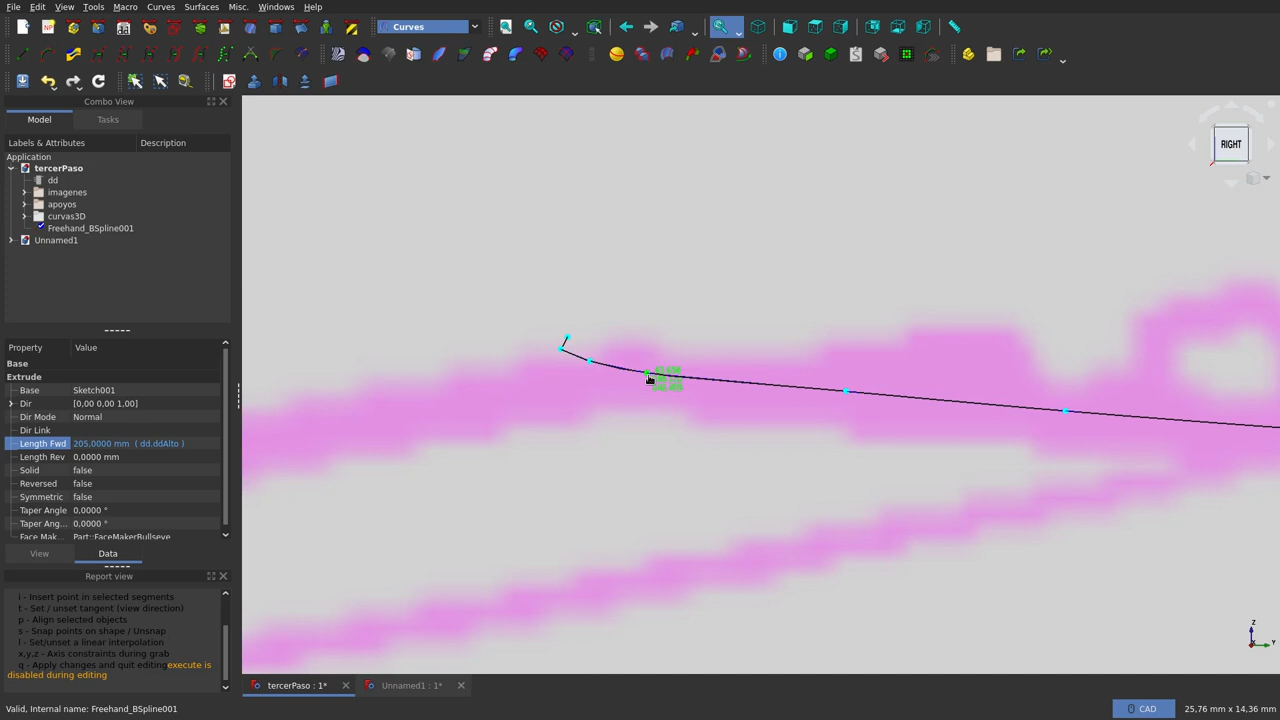 File Edit View Tools Macro Curves Surfaces Misc. Windows Help
Curves
Combo View
Model Tasks
Labels & Attributes Description
Application
tercerPaso
dd
imagenes
apoyos
curvas3D
Freehand_BSpline001
Unnamed1
Property Value
Base
Extrude
Base Sketch001
Dir [0,00 0,00 1,00]
Dir Mode Normal
Dir Link
Length Fwd 205,0000 mm ( dd.ddAlto )
Length Rev 0,0000 mm
Solid false
Reversed false
Symmetric false
Taper Angle 0,0000 °
Taper Ang... 0,0000 °
Face Mak... Part::FaceMakerBullseye
View Data
Report view
i - Insert point in selected segments
t - Set / unset tangent (view direction)
p - Align selected objects
s - Snap points on shape / Unsnap
l - Set/unset a linear interpolation
x,y,z - Axis constraints during grab
q - Apply changes and quit editingexecute is
disabled during editing
RIGHT
Z
Y
tercerPaso : 1* Unnamed1 : 1*
Valid, Internal name: Freehand_BSpline001
CAD 25,76 mm x 14,36 mm